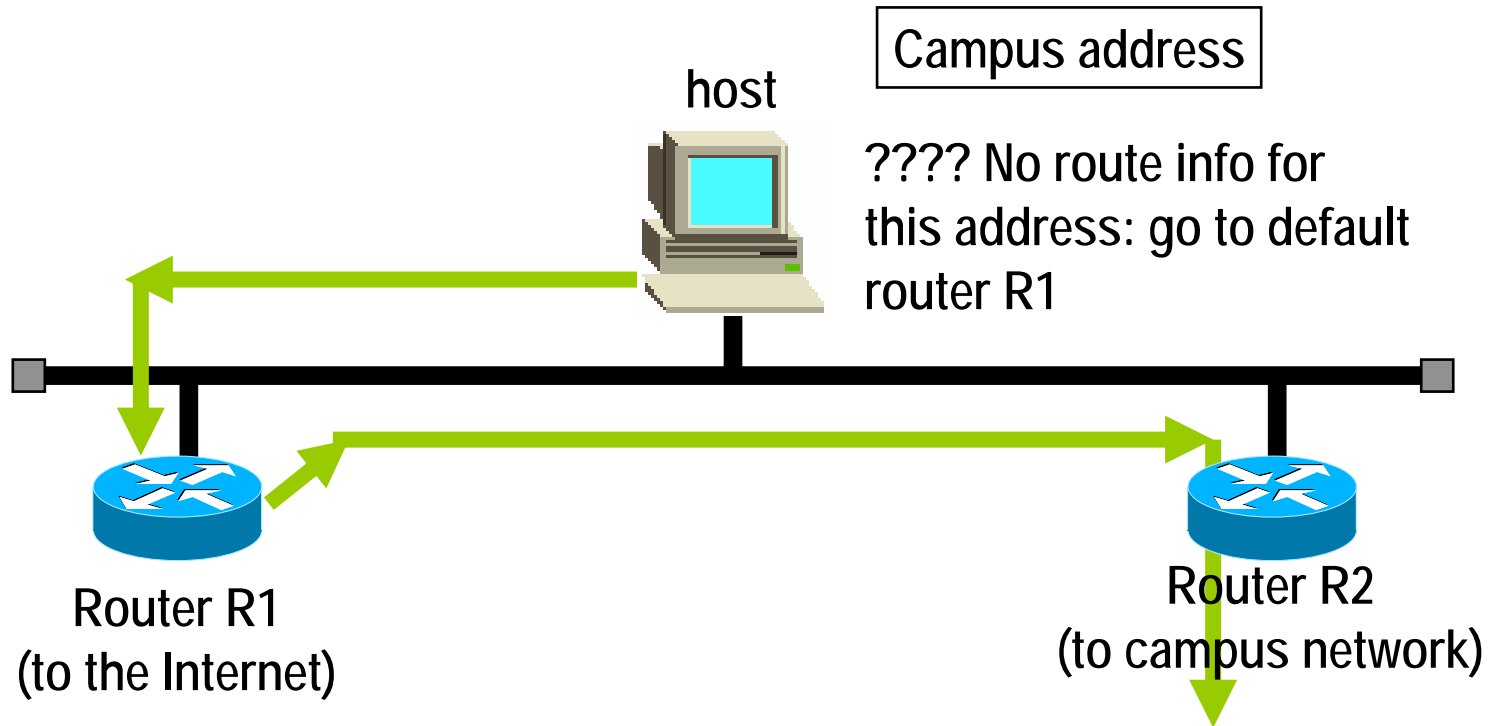 Campus address
host
???? No route info for
this address: go to default
router R1
Router R1
(to the Internet)
Router R2
(to campus network)